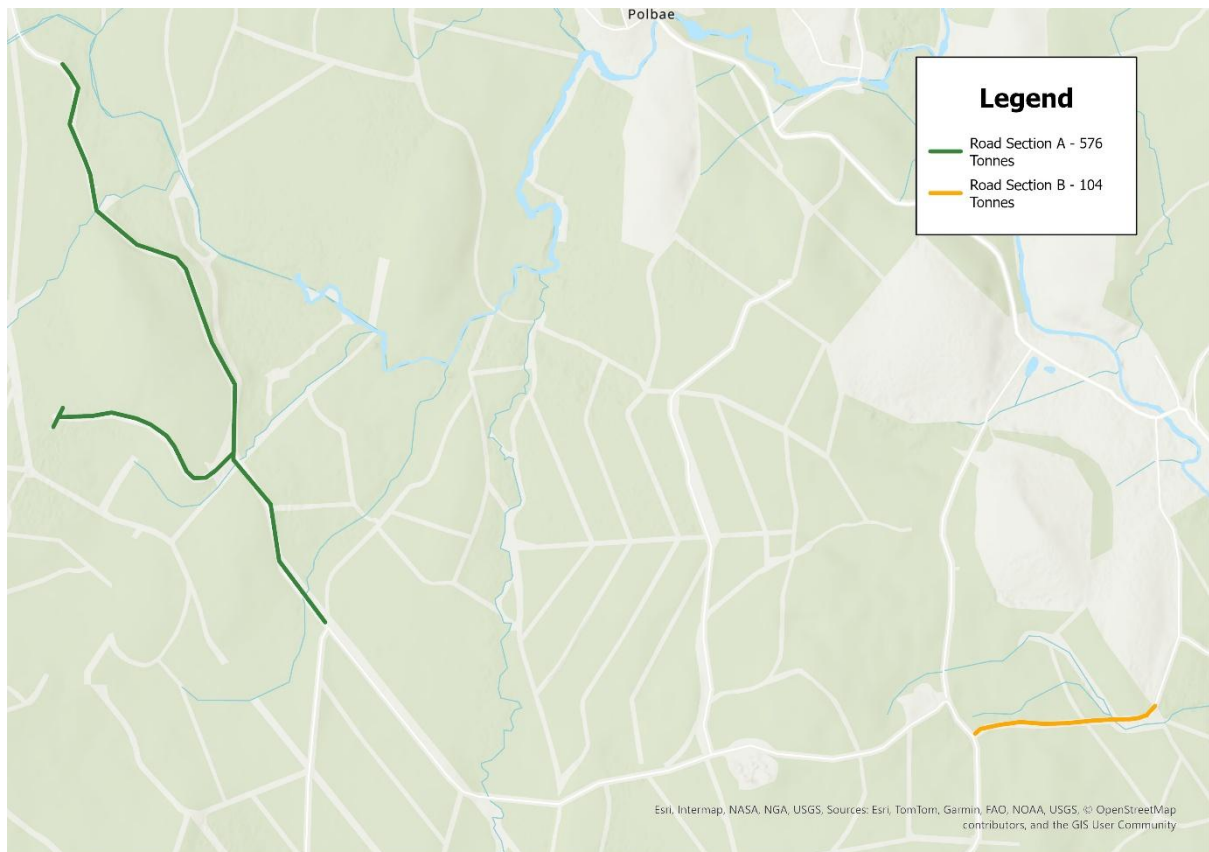 Polbae
Legend
Road Section A - 576
Tonnes
Road Section B - 104
Tonnes
Esri, Intermap, NASA, NGA, USGS, Sources: Esri, TomTom, Garmin, FAO, NOAA, USGS, © OpenStreetMap
contributors, and the GIS User Community